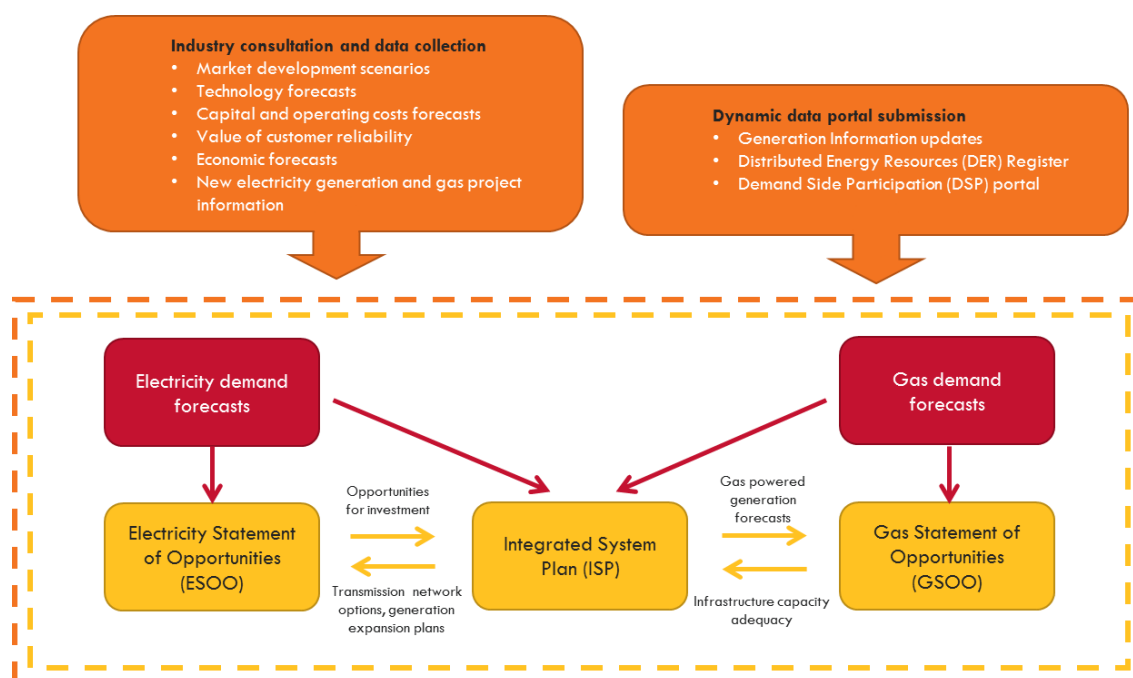 Industry consultation and data collection
• Market development scenarios
• Technology forecasts
• Capital and operating costs forecasts
• Value of customer reliability
• Economic forecasts
• New electricity generation and gas project
information
Dynamic data portal submission
• Generation Information updates
• Distributed Energy Resources (DER) Register
• Demand Side Participation (DSP) portal
Electricity demand
forecasts
Gas demand
forecasts
Electricity Statement
of Opportunities
(ESOO)
Opportunities
for investment
Transmission network
options, generation
expansion plans
Integrated System
Plan (ISP)
Gas powered
generation
forecasts
Infrastructure capacity
adequacy
Gas Statement of
Opportunities
(GSOO)